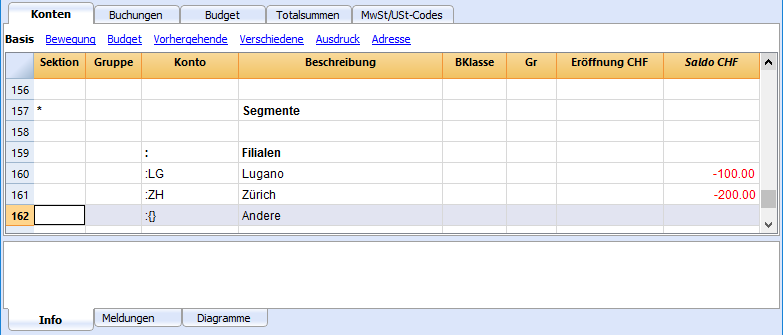 Konten Buchungen Budget Totalsummen MwSt/USt-Codes
Basis Bewegung Budget Vorhergehende Verschiedene Ausdruck Adresse
Sektion Gruppe Konto Beschreibung BKlasse Gr Eröffnung CHF Saldo CHF
156
157 * Segmente
158
159 : Filialen
160 :LG Lugano -100.00
161 :ZH Zürich -200.00
162 :{} Andere
Info Meldungen Diagramme